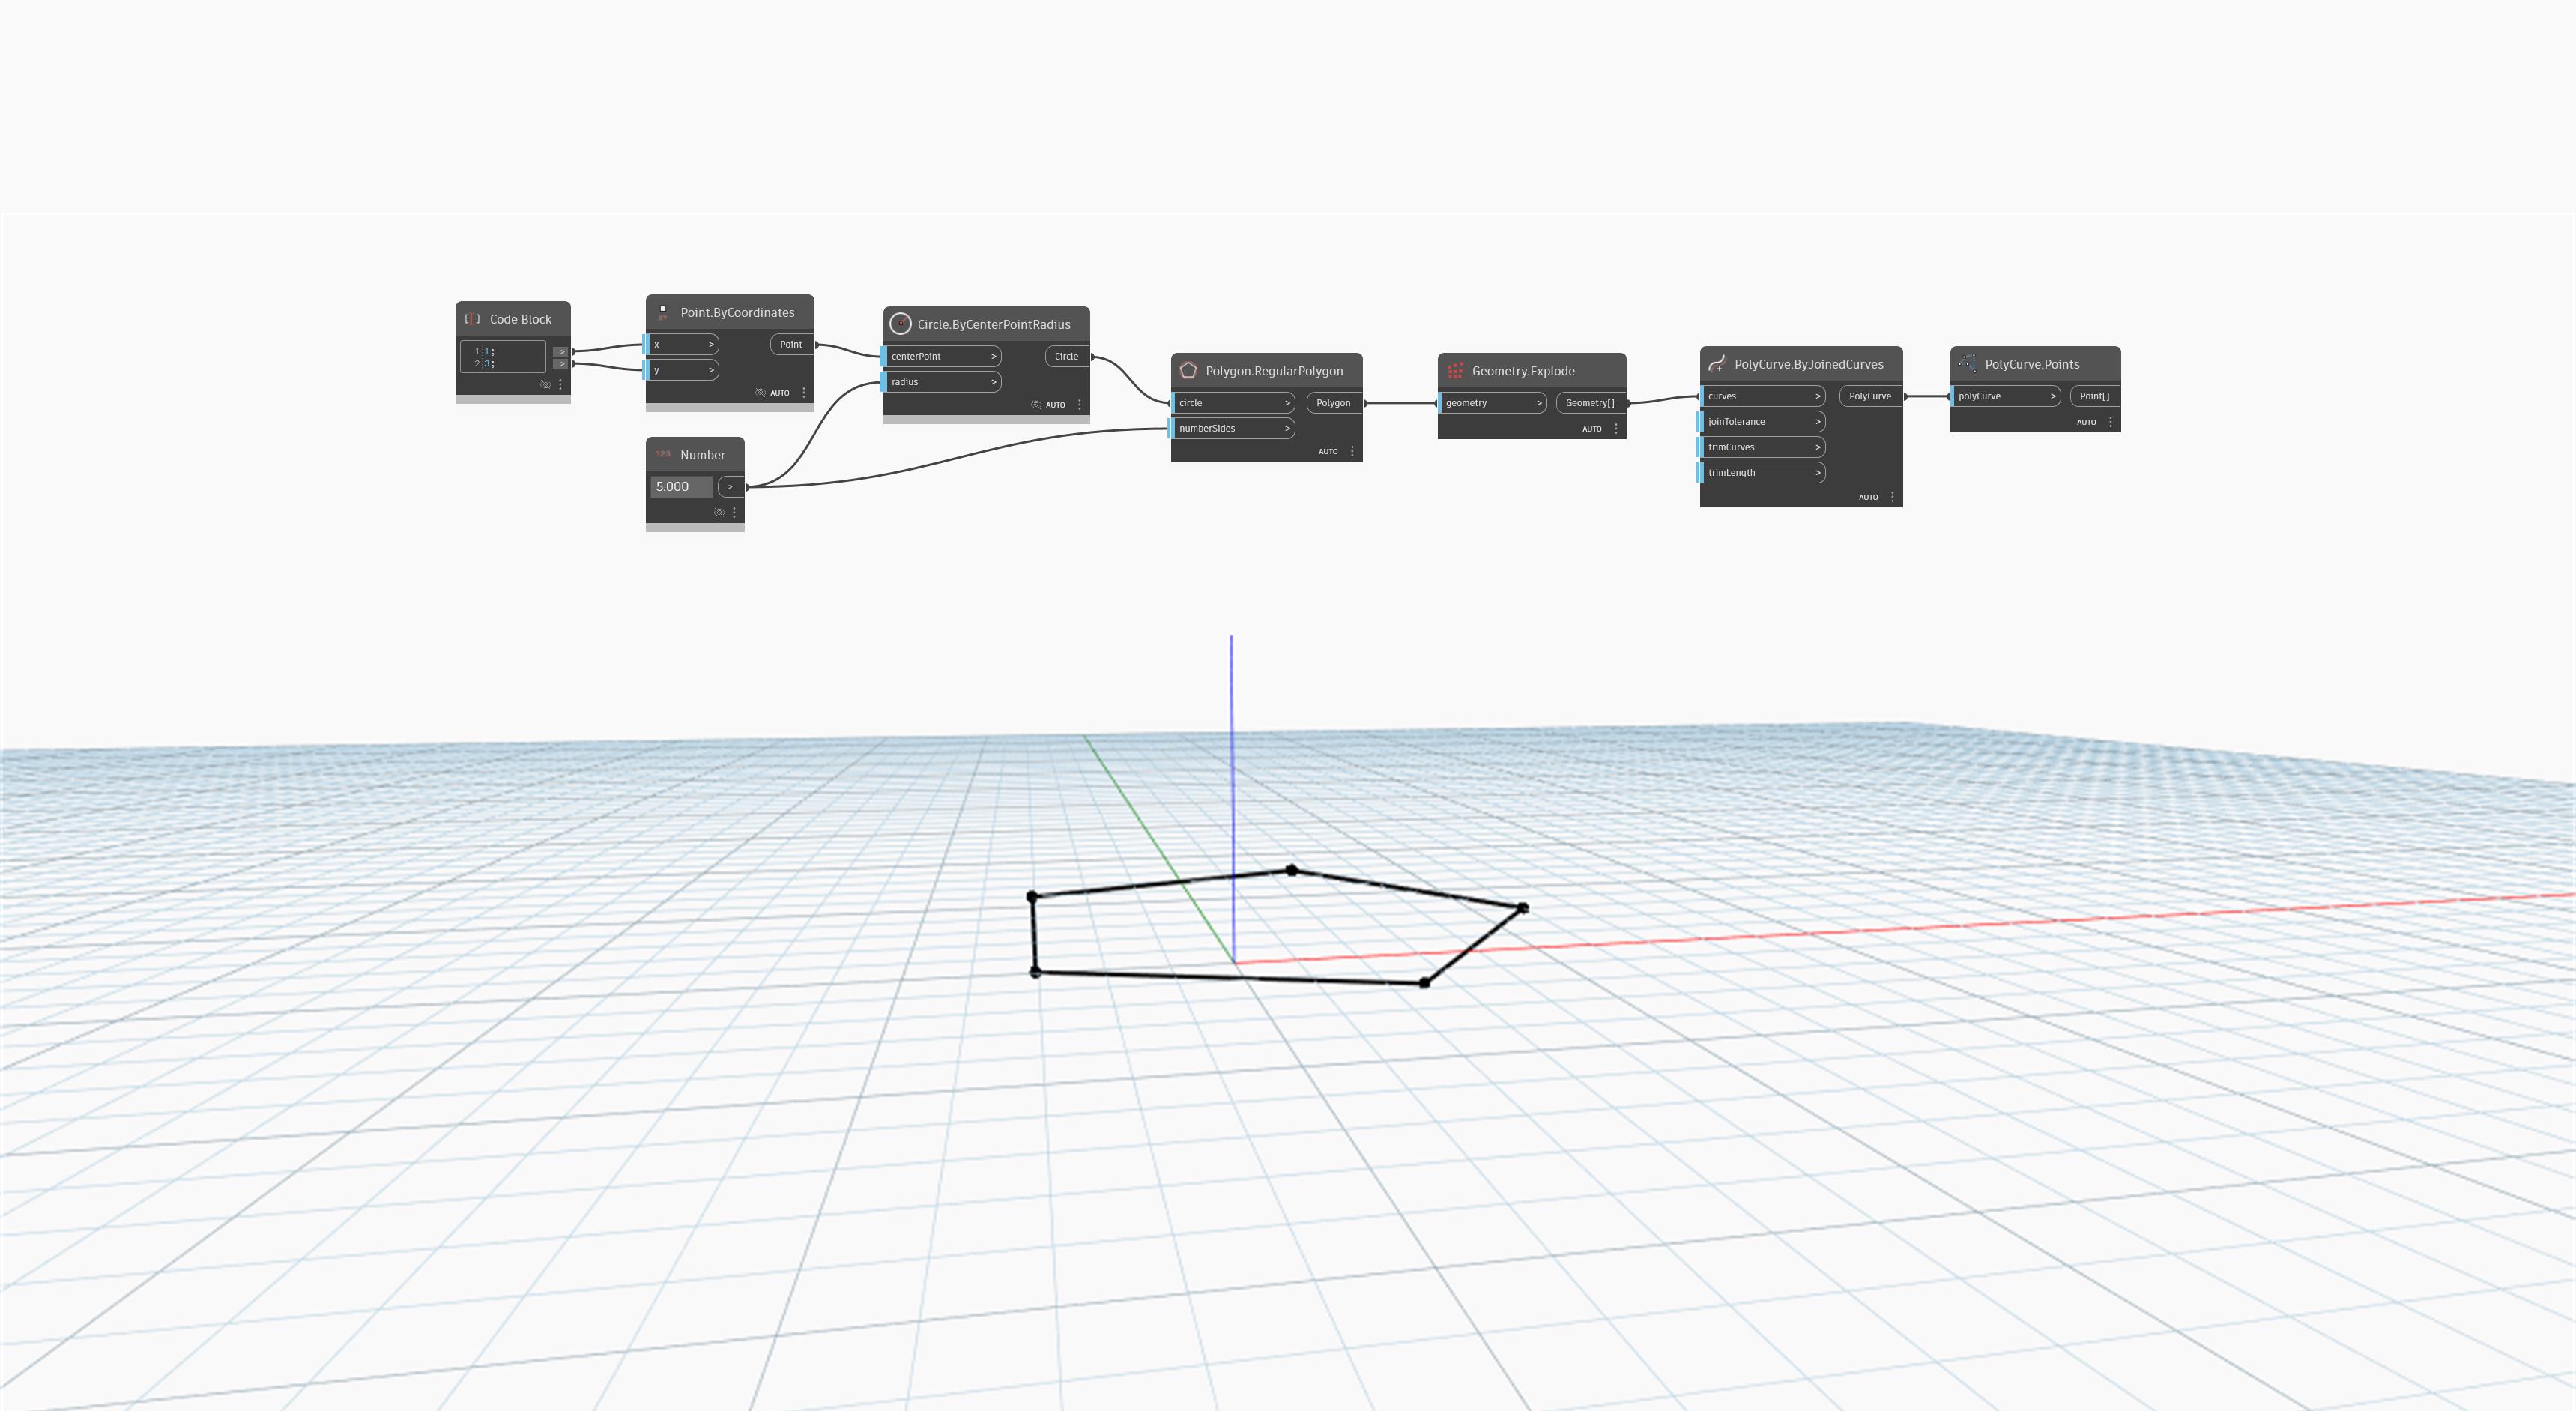 Code Block
1 1;
2 3;
>
>
Point.ByCoordinates
x >
y >
Point
AUTO
Number
123
5.000 >
Circle.ByCenterPointRadius
centerPoint >
radius >
Circle
AUTO
Polygon.RegularPolygon
circle >
numberSides >
Polygon
AUTO
Geometry.Explode
geometry >
Geometry[]
AUTO
PolyCurve.ByJoinedCurves
curves >
joinTolerance >
trimCurves >
trimLength >
PolyCurve
AUTO
PolyCurve.Points
polyCurve >
Point[]
AUTO